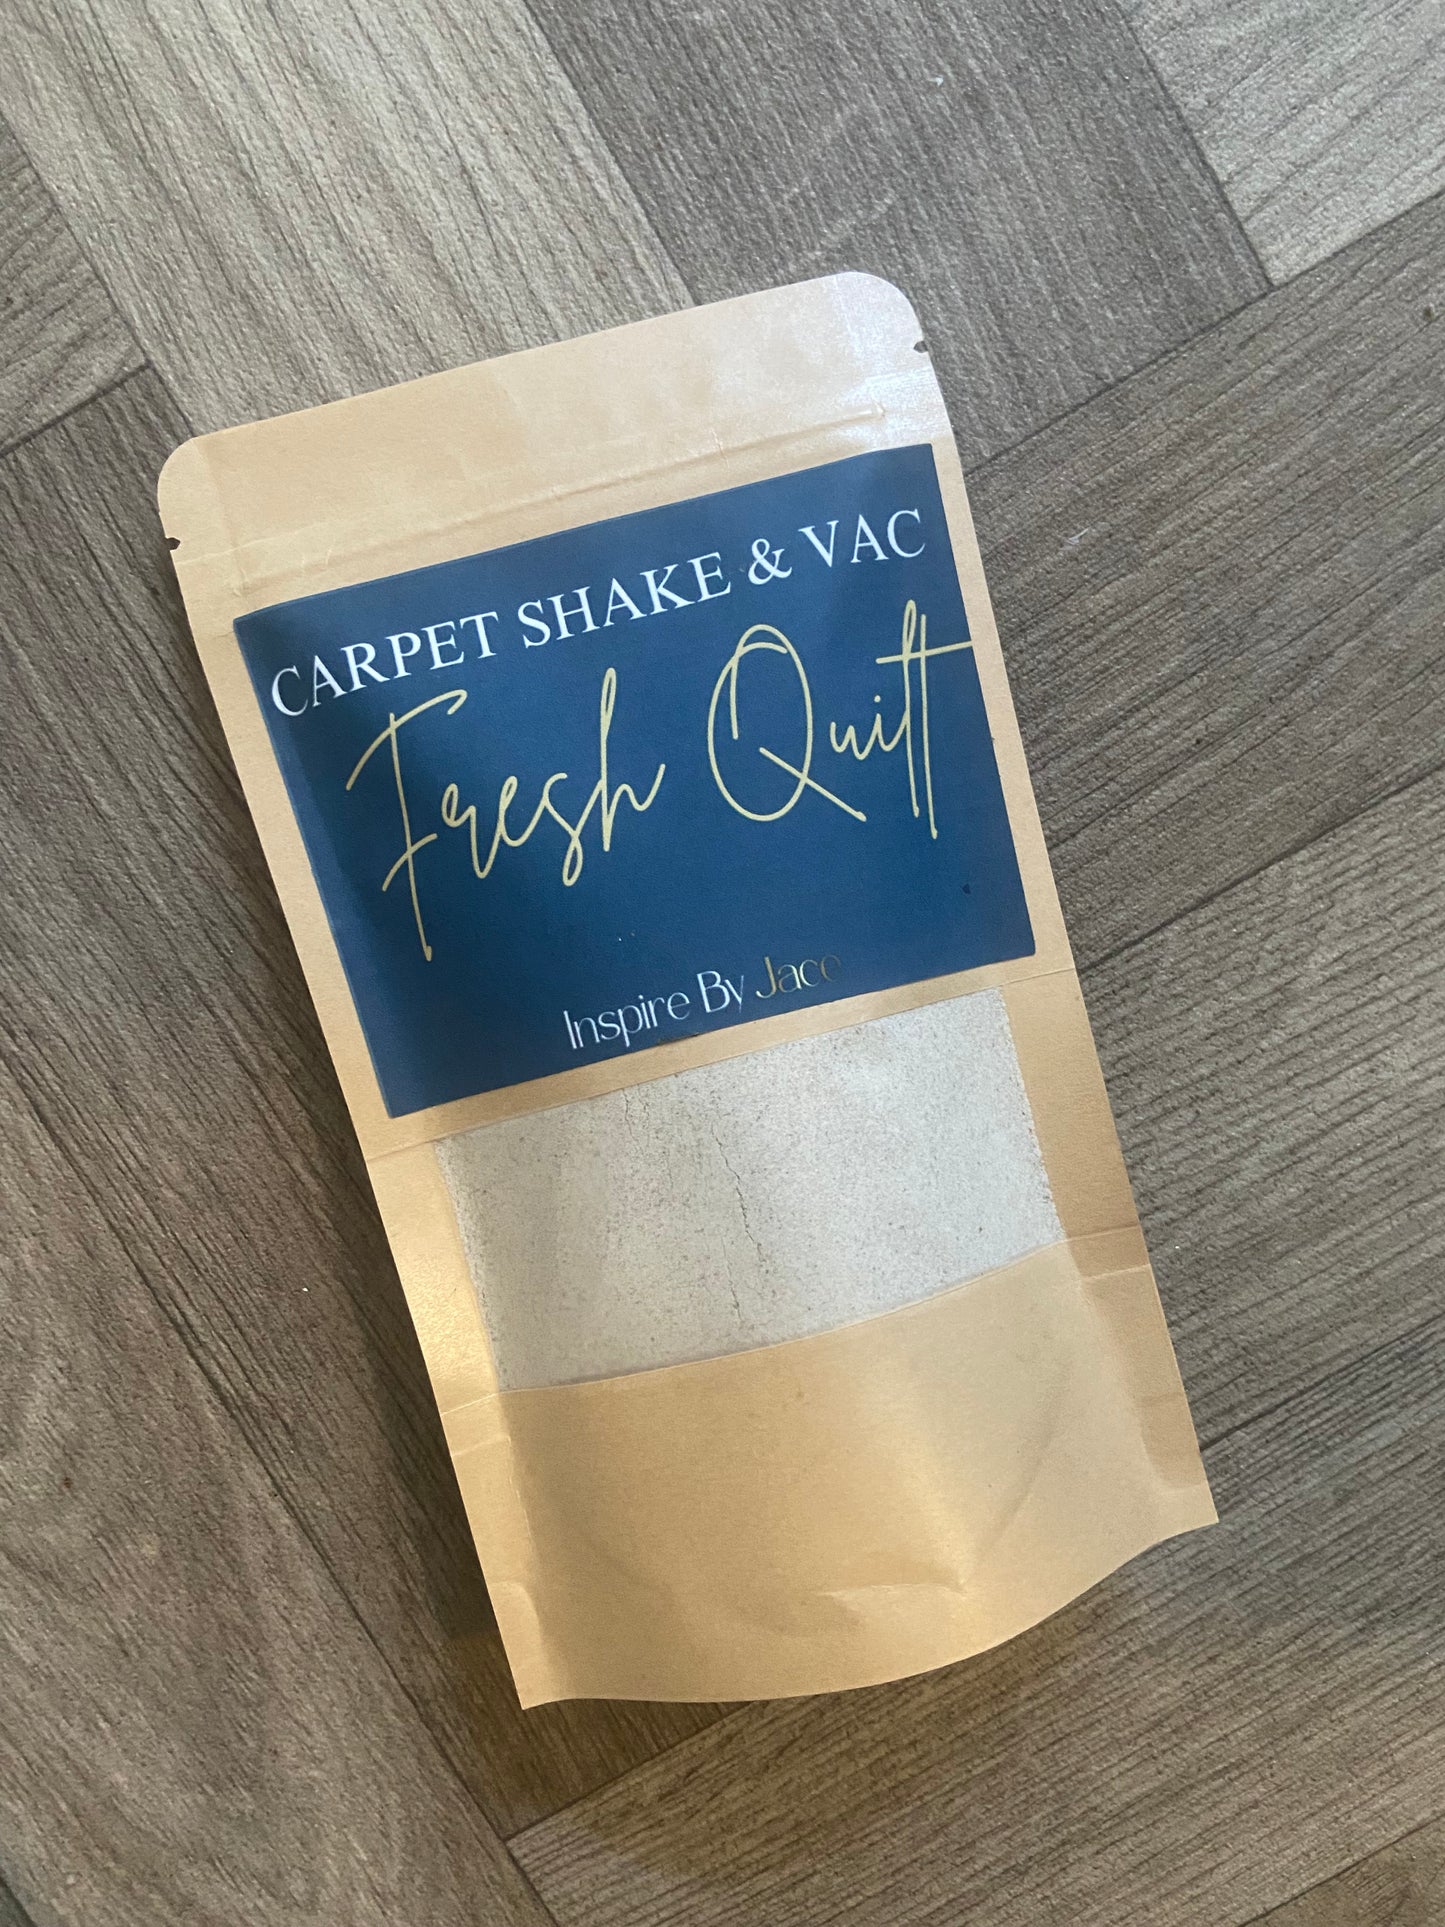 CARPET SHAKE & VAC
Fresh Quilt
Inspire By Jace